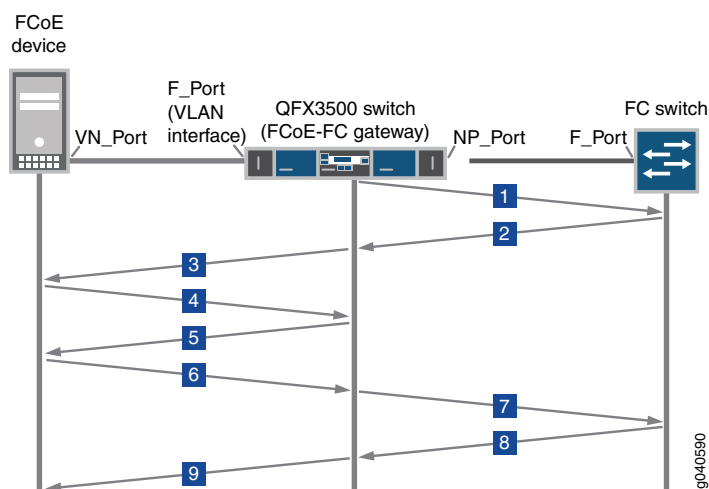 FCoE
device
F_Port
(VLAN
interface)
QFX3500 switch
(FCoE-FC gateway)
FC switch
VN_Port
NP_Port
F_Port
1
2
3
4
5
6
7
8
9
g040590